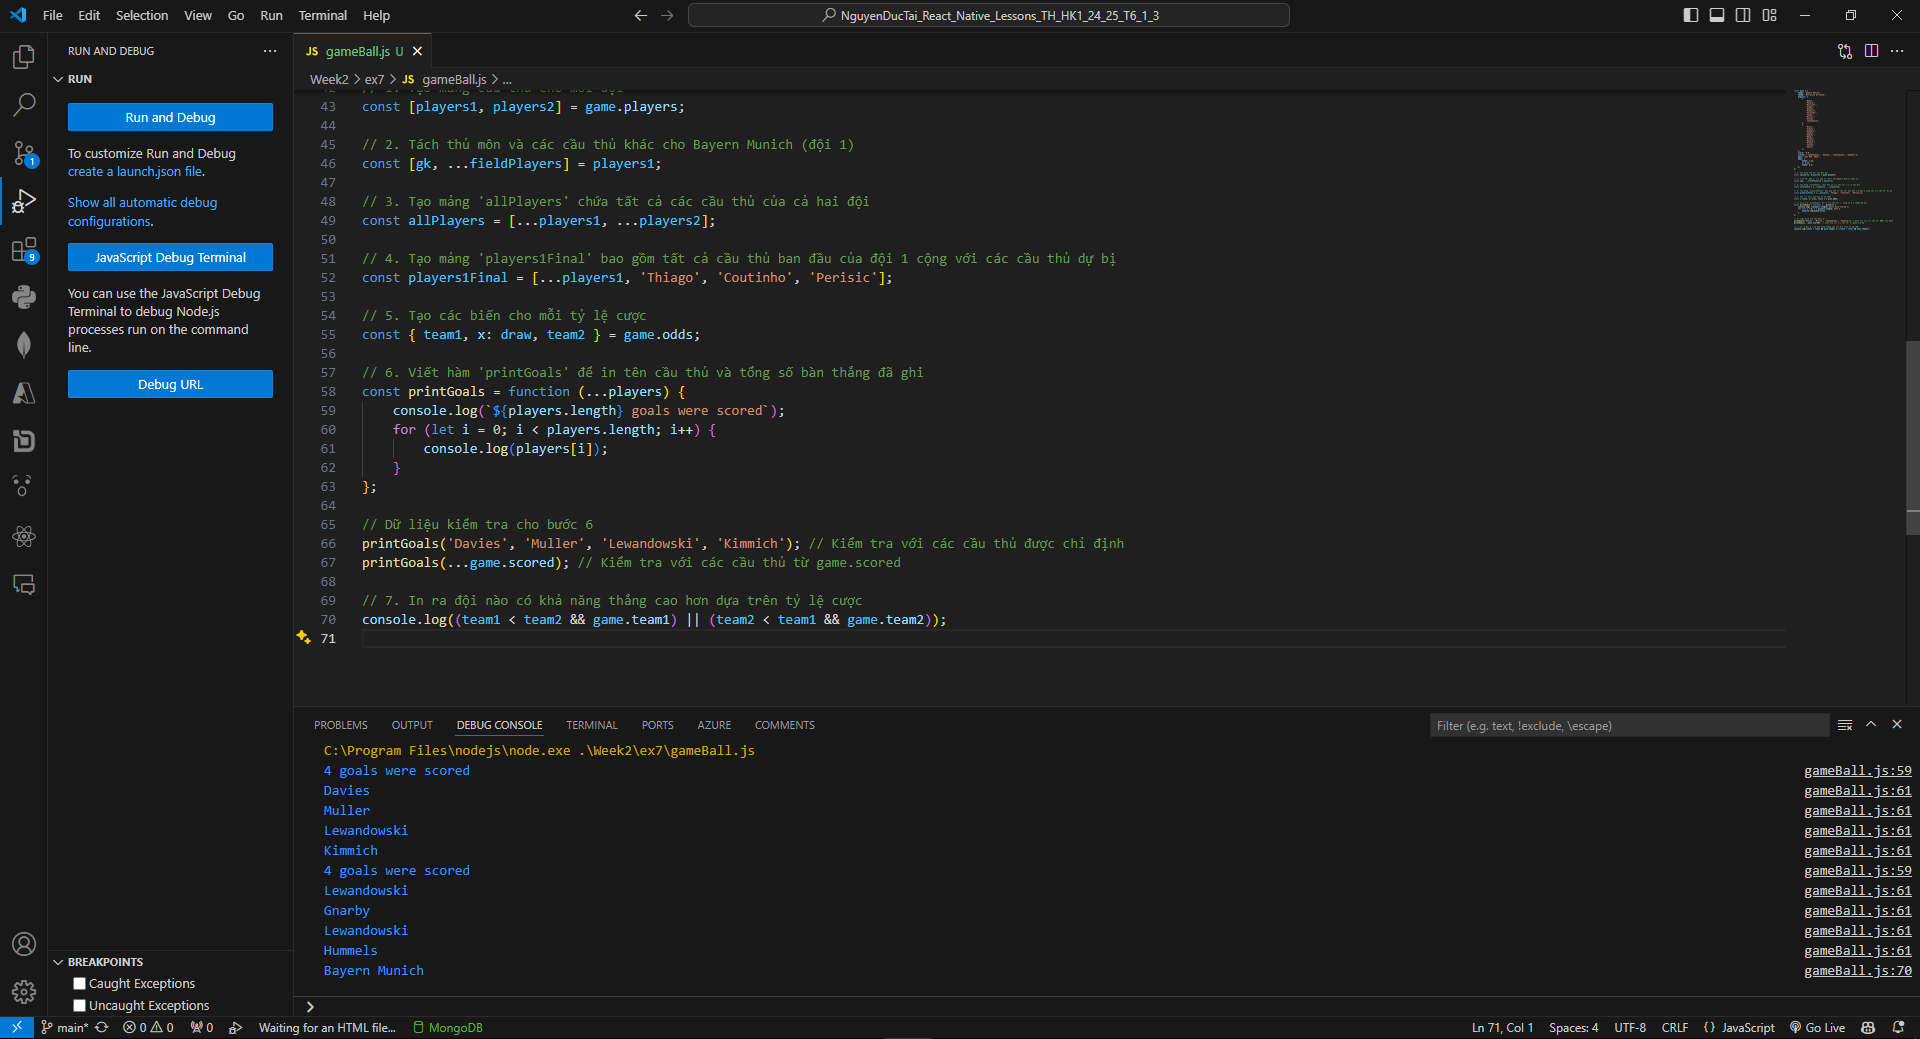 File Edit Selection View Go Run Terminal Help
NguyenDucTai_React_Native_Lessons_TH_HK1_24_25_T6_1_3
RUN AND DEBUG
RUN
Run and Debug
To customize Run and Debug
create a launch.json file.
Show all automatic debug
configurations.
JavaScript Debug Terminal
You can use the JavaScript Debug
Terminal to debug Node.js
processes run on the command
line.
Debug URL
1
9
BREAKPOINTS
Caught Exceptions
Uncaught Exceptions
JS gameBall.js U
Week2 > ex7 > JS gameBall.js > ...
43 const [players1, players2] = game.players;
44
45 // 2. Tách thủ môn và các cầu thủ khác cho Bayern Munich (đội 1)
46 const [gk, ...fieldPlayers] = players1;
47
48 // 3. Tạo mảng 'allPlayers' chứa tất cả các cầu thủ của cả hai đội
49 const allPlayers = [...players1, ...players2];
50
51 // 4. Tạo mảng 'players1Final' bao gồm tất cả cầu thủ ban đầu của đội 1 cộng với các cầu thủ dự bị
52 const players1Final = [...players1, 'Thiago', 'Coutinho', 'Perisic'];
53
54 // 5. Tạo các biến cho mỗi tỷ lệ cược
55 const { team1, x: draw, team2 } = game.odds;
56
57 // 6. Viết hàm 'printGoals' để in tên cầu thủ và tổng số bàn thắng đã ghi
58 const printGoals = function (...players) {
59 console.log(`${players.length} goals were scored`);
60 for (let i = 0; i < players.length; i++) {
61 console.log(players[i]);
62 }
63 };
64
65 // Dữ liệu kiểm tra cho bước 6
66 printGoals('Davies', 'Muller', 'Lewandowski', 'Kimmich'); // Kiểm tra với các cầu thủ được chỉ định
67 printGoals(...game.scored); // Kiểm tra với các cầu thủ từ game.scored
68
69 // 7. In ra đội nào có khả năng thắng cao hơn dựa trên tỷ lệ cược
70 console.log((team1 < team2 && game.team1) || (team2 < team1 && game.team2));
71
PROBLEMS OUTPUT DEBUG CONSOLE TERMINAL PORTS AZURE COMMENTS
Filter (e.g. text, !exclude, \escape)
C:\Program Files\nodejs\node.exe .\Week2\ex7\gameBall.js
4 goals were scored gameBall.js:59
Davies gameBall.js:61
Muller gameBall.js:61
Lewandowski gameBall.js:61
Kimmich gameBall.js:61
4 goals were scored gameBall.js:59
Lewandowski gameBall.js:61
Gnarby gameBall.js:61
Lewandowski gameBall.js:61
Hummels gameBall.js:61
Bayern Munich gameBall.js:70
main* 0 0 0 Waiting for an HTML file... MongoDB
Ln 71, Col 1 Spaces: 4 UTF-8 CRLF {} JavaScript Go Live